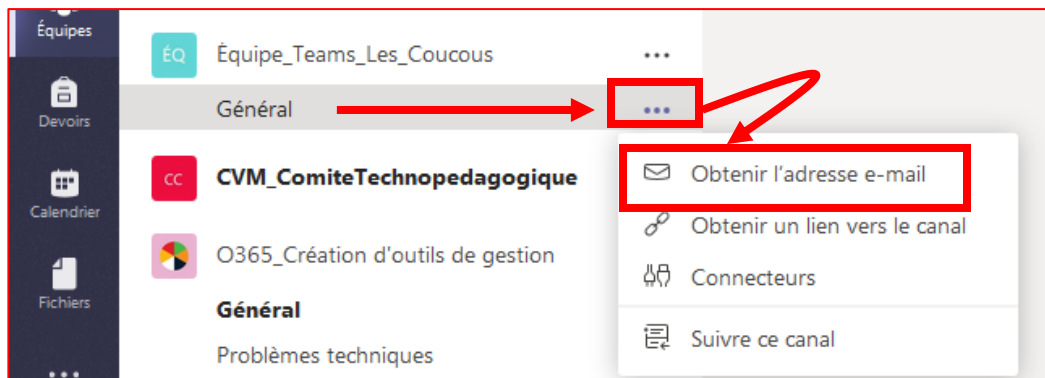 Équipes
Devoirs
Calendrier
Fichiers
...
ÉQ Équipe_Teams_Les_Coucous ...
Général ...
CC CVM_ComiteTechnopedagogique
O365_Création d'outils de gestion
Général
Problèmes techniques
Obtenir l'adresse e-mail
Obtenir un lien vers le canal
Connecteurs
Suivre ce canal